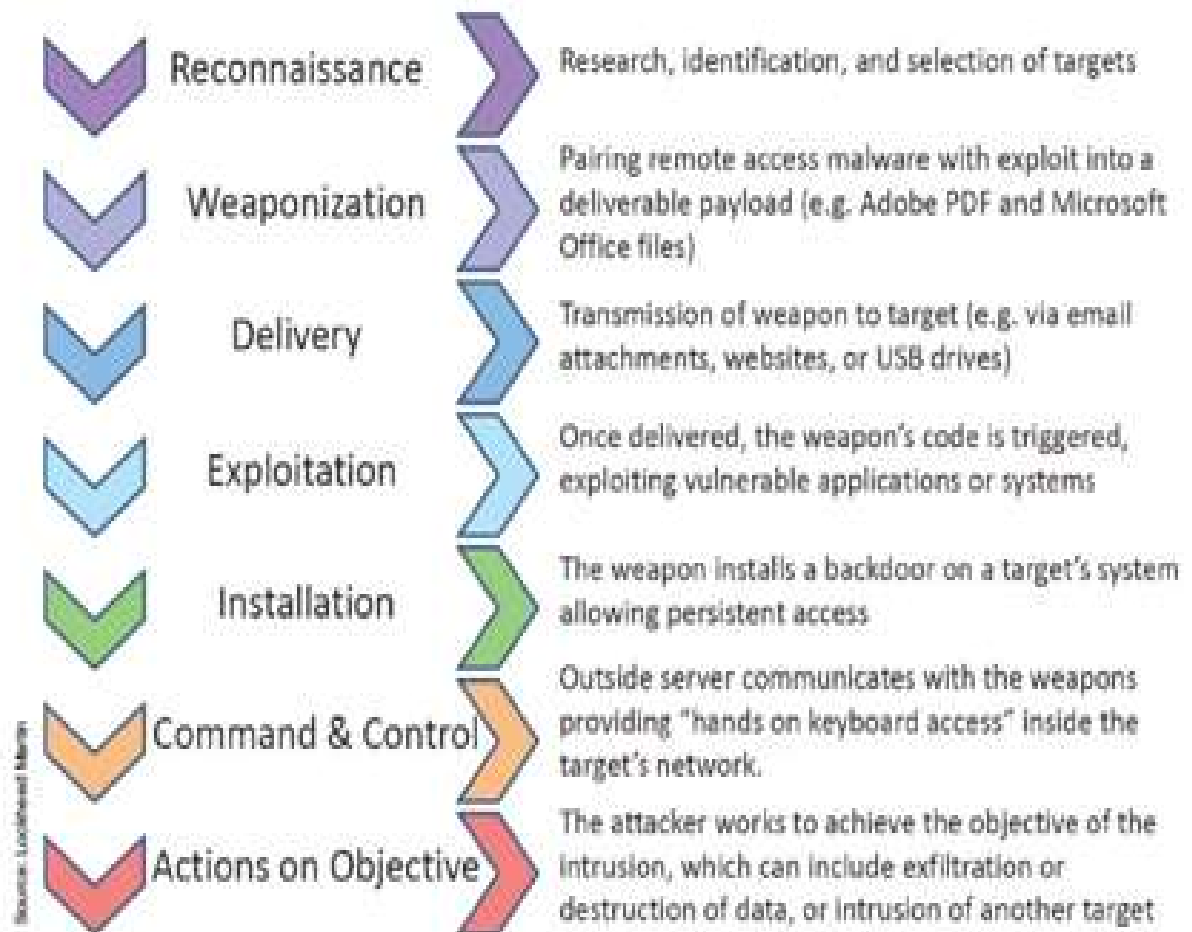 Reconnaissance
Research, identification, and selection of targets
Weaponization
Pairing remote access malware with exploit into a
deliverable payload (e.g. Adobe PDF and Microsoft
Office files)
Delivery
Transmission of weapon to target (e.g. via email
attachments, websites, or USB drives)
Exploitation
Once delivered, the weapon's code is triggered,
exploiting vulnerable applications or systems
Installation
The weapon installs a backdoor on a target's system
allowing persistent access
Command & Control
Outside server communicates with the weapons
providing "hands on keyboard access" inside the
target's network.
Actions on Objective
The attacker works to achieve the objective of the
intrusion, which can include exfiltration or
destruction of data, or intrusion of another target
Source: Lockheed Martin